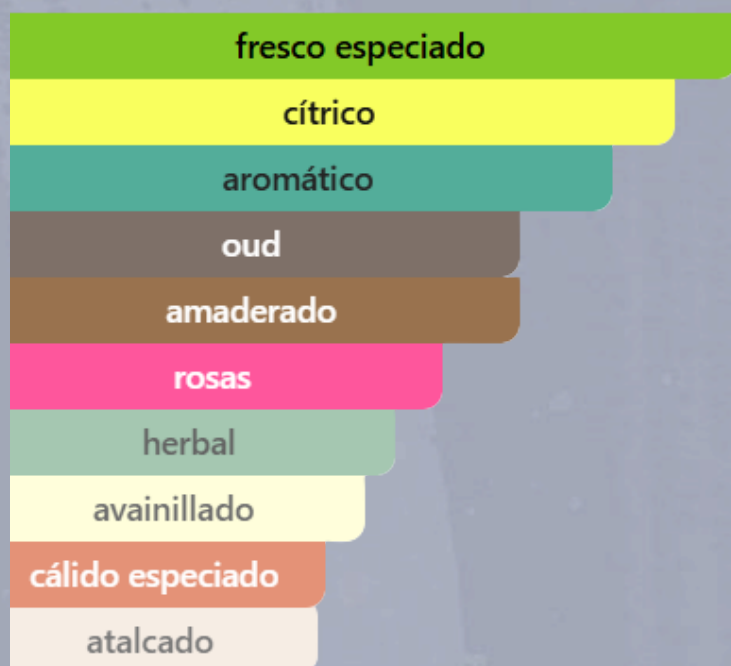 fresco especiado
cítrico
aromático
oud
amaderado
rosas
herbal
avainillado
cálido especiado
atalcado